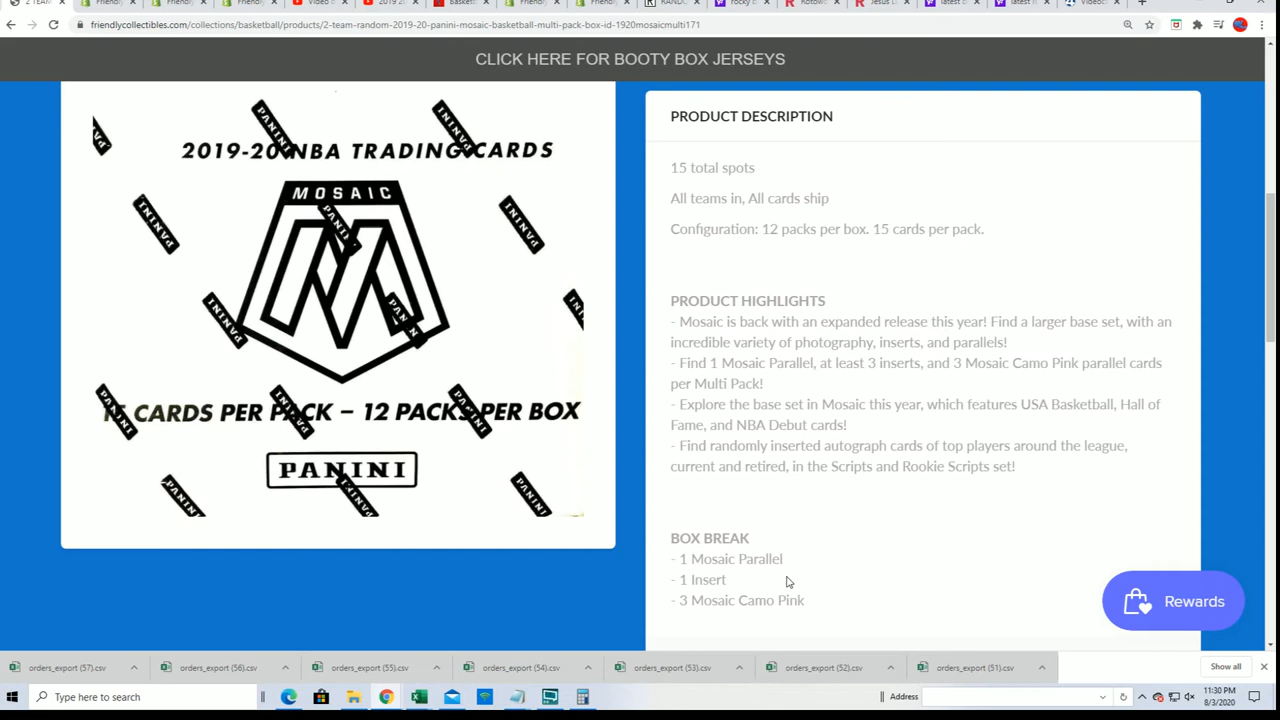 friendlycollectibles.com/collections/basketball/products/2-team-random-2019-20-panini-mosaic-basketball-multi-pack-box-id-1920mosaicmulti171
CLICK HERE FOR BOOTY BOX JERSEYS
2019-20 NBA TRADING CARDS
MOSAIC
15 CARDS PER PACK – 12 PACKS PER BOX
PANINI
PRODUCT DESCRIPTION
15 total spots
All teams in, All cards ship
Configuration: 12 packs per box. 15 cards per pack.
PRODUCT HIGHLIGHTS
- Mosaic is back with an expanded release this year! Find a larger base set, with an
incredible variety of photography, inserts, and parallels!
- Find 1 Mosaic Parallel, at least 3 inserts, and 3 Mosaic Camo Pink parallel cards
per Multi Pack!
- Explore the base set in Mosaic this year, which features USA Basketball, Hall of
Fame, and NBA Debut cards!
- Find randomly inserted autograph cards of top players around the league,
current and retired, in the Scripts and Rookie Scripts set!
BOX BREAK
- 1 Mosaic Parallel
- 1 Insert
- 3 Mosaic Camo Pink
Rewards
orders_export (57).csv
orders_export (56).csv
orders_export (55).csv
orders_export (54).csv
orders_export (53).csv
orders_export (52).csv
orders_export (51).csv
Show all
Type here to search
Address
11:30 PM
8/3/2020